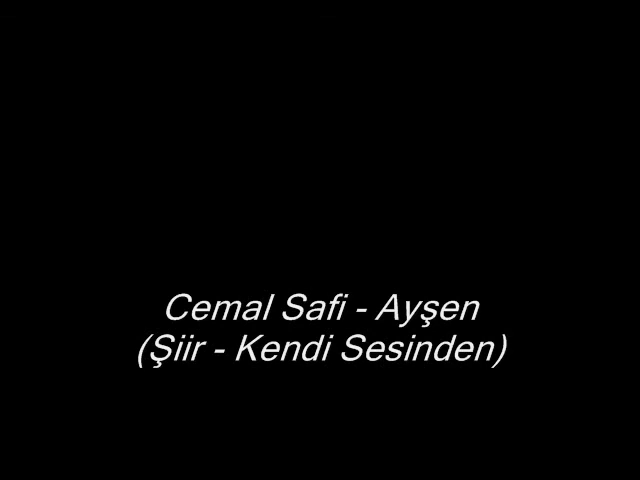 Cemal Safi - Ayşen
(Şiir - Kendi Sesinden)